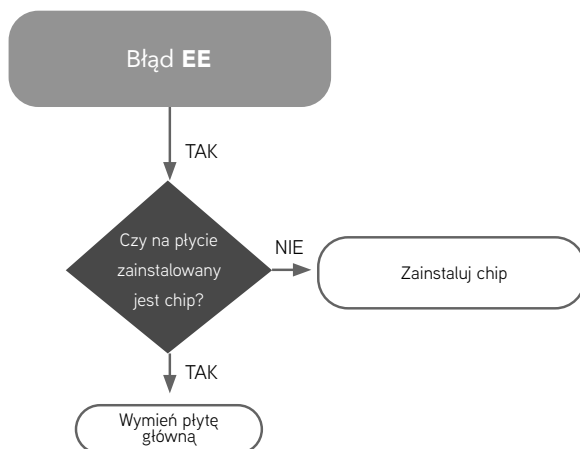 Błąd EE
TAK
Czy na płycie
zainstalowany
jest chip?
NIE
Zainstaluj chip
TAK
Wymień płytę
główną